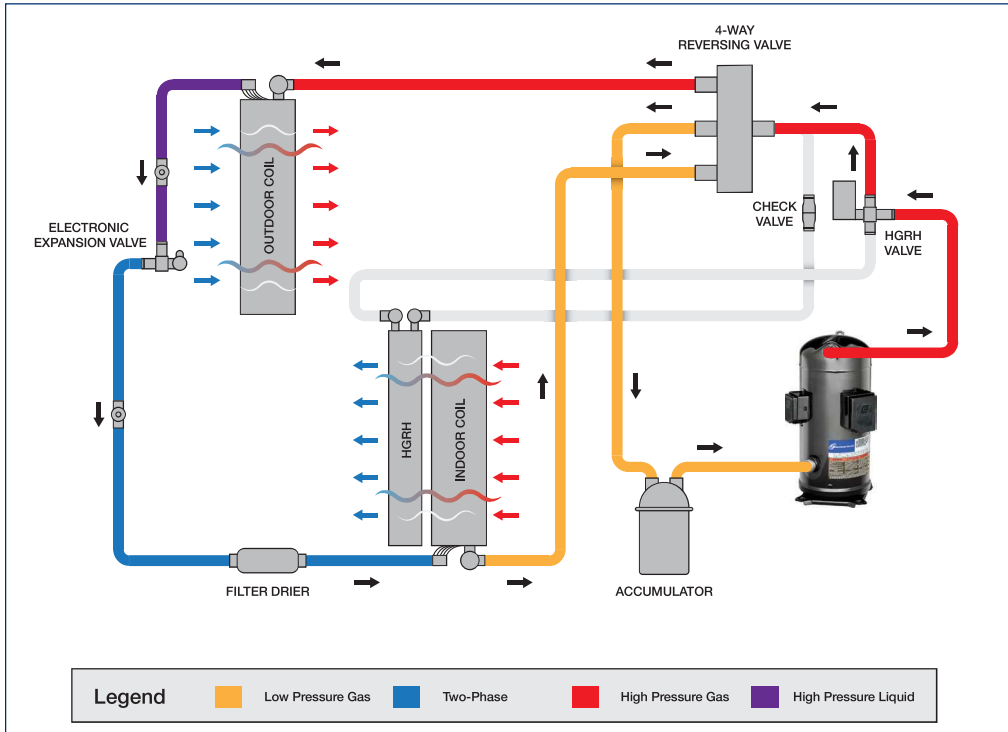 4-WAY
REVERSING VALVE
OUTDOOR COIL
ELECTRONIC
EXPANSION VALVE
CHECK
VALVE
HGRH
VALVE
HGRH
INDOOR COIL
FILTER DRIER
ACCUMULATOR
Legend
Low Pressure Gas
Two-Phase
High Pressure Gas
High Pressure Liquid